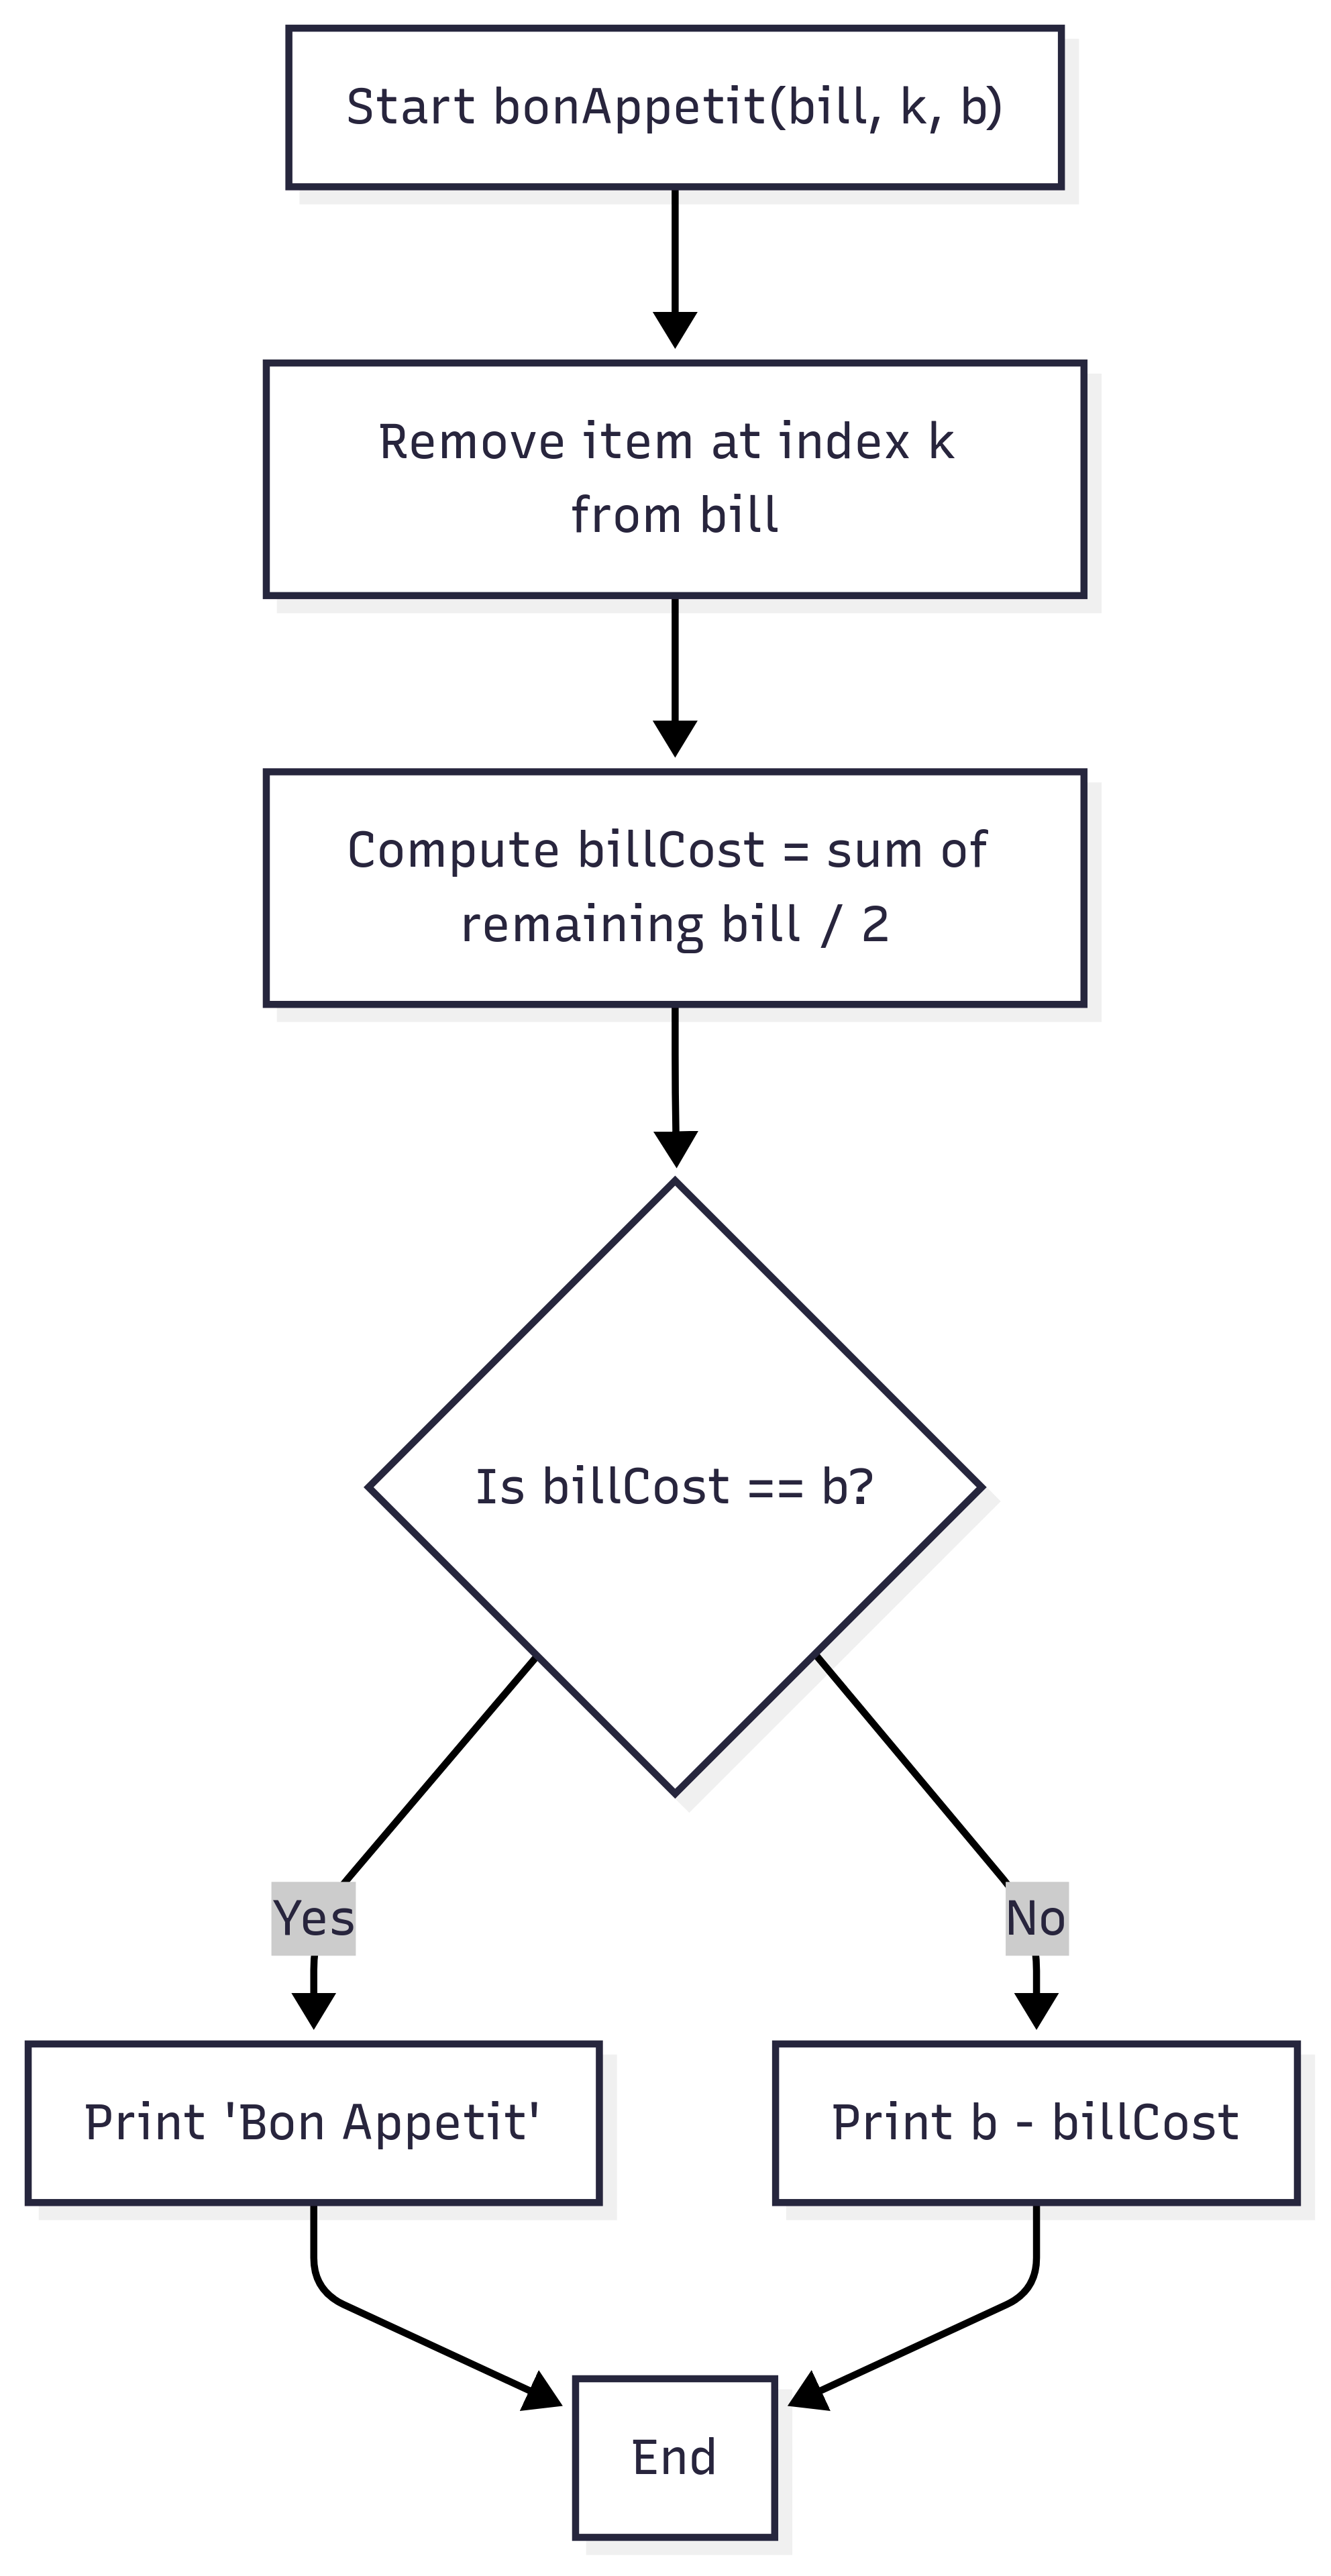 Start bonAppetit(bill, k, b)
Remove item at index k
from bill
Compute billCost = sum of
remaining bill / 2
Is billCost == b?
Yes
No
Print 'Bon Appetit'
Print b - billCost
End